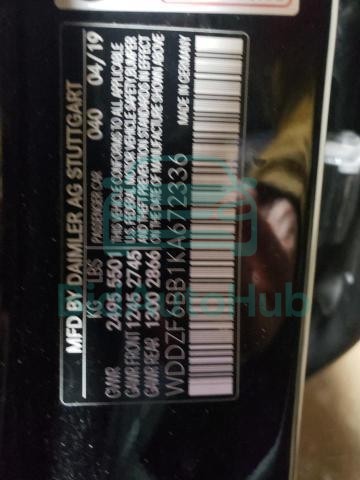 MFD BY DAIMLER AG STUTTGART
KG LBS PASSENGER CAR 040 04/19
GVWR 2495 5501 THIS VEHICLE CONFORMS TO ALL APPLICABLE
GAWR FRONT 1245 2745 U.S. FEDERAL MOTOR VEHICLE SAFETY, BUMPER
GAWR REAR 1300 2866 AND THEFT PREVENTION STANDARDS IN EFFECT
ON THE DATE OF MANUFACTURE SHOWN ABOVE
WDDZF6BB1KA672336 MADE IN GERMANY
AutoHub